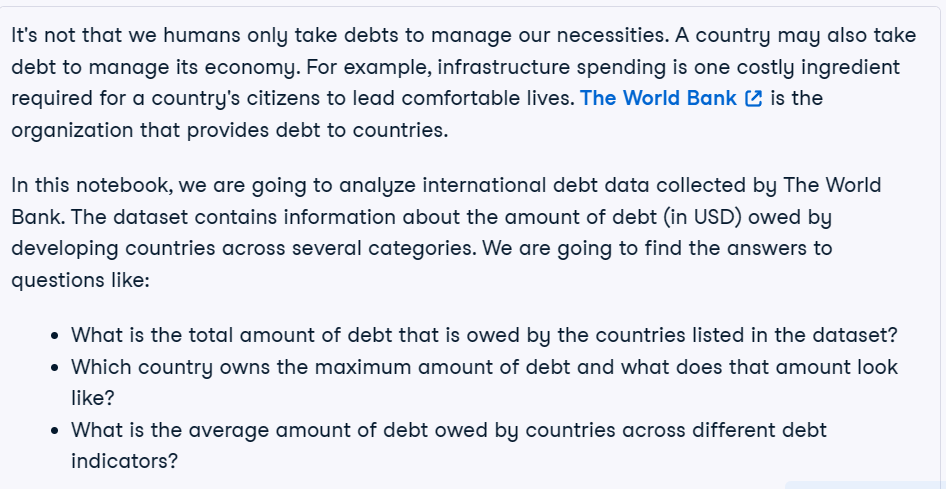 It's not that we humans only take debts to manage our necessities. A country may also take
debt to manage its economy. For example, infrastructure spending is one costly ingredient
required for a country's citizens to lead comfortable lives. The World Bank is the
organization that provides debt to countries.
In this notebook, we are going to analyze international debt data collected by The World
Bank. The dataset contains information about the amount of debt (in USD) owed by
developing countries across several categories. We are going to find the answers to
questions like:
• What is the total amount of debt that is owed by the countries listed in the dataset?
• Which country owns the maximum amount of debt and what does that amount look
like?
• What is the average amount of debt owed by countries across different debt
indicators?